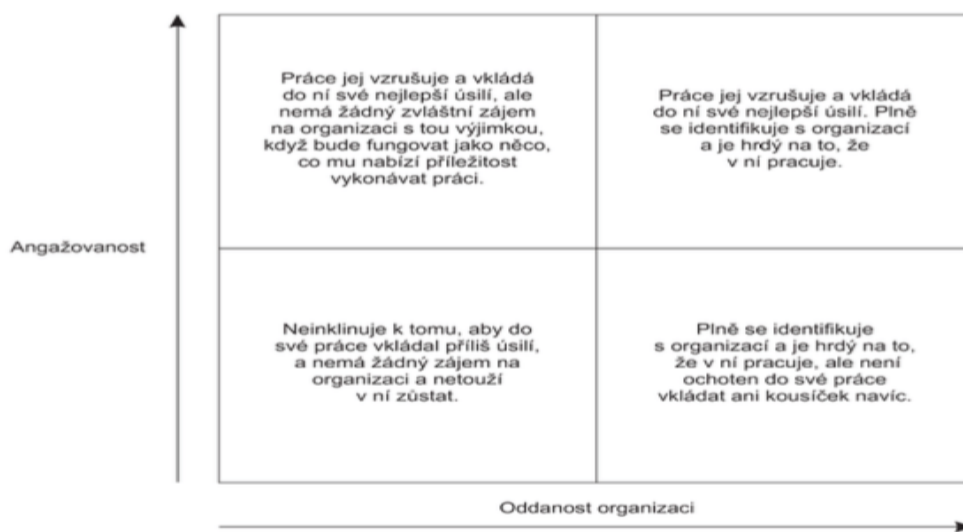 Práce jej vzrušuje a vkládá
do ní své nejlepší úsilí, ale
nemá žádný zvláštní zájem
na organizaci s tou výjimkou,
když bude fungovat jako něco,
co mu nabízí příležitost
vykonávat práci.
Práce jej vzrušuje a vkládá
do ní své nejlepší úsilí. Plně
se identifikuje s organizací
a je hrdý na to, že
v ní pracuje.
Angažovanost
Neinklinuje k tomu, aby do
své práce vkládal příliš úsilí,
a nemá žádný zájem na
organizaci a netouží
v ní zůstat.
Plně se identifikuje
s organizací a je hrdý na to,
že v ní pracuje, ale není
ochoten do své práce
vkládat ani kousíček navíc.
Oddanost organizaci